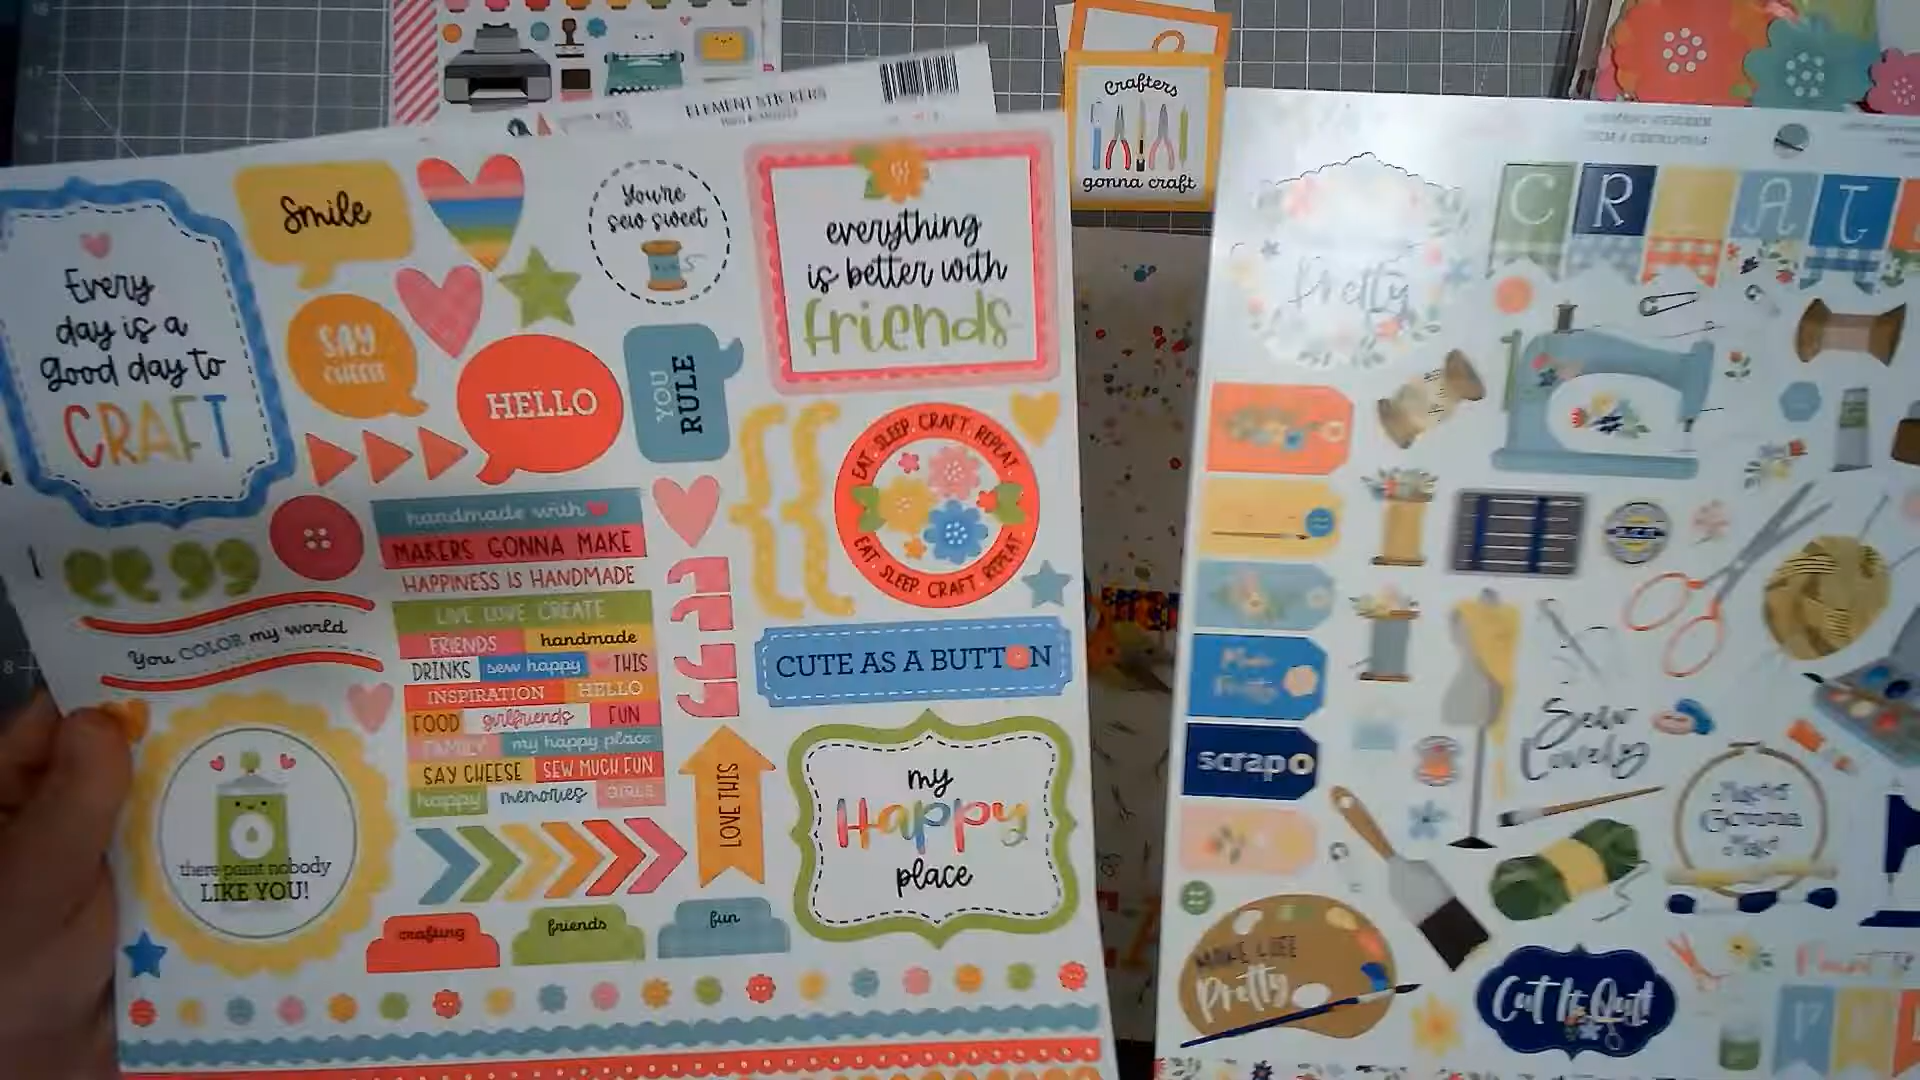 ELEMENT STICKERS
Crafters
gonna craft
Every
day is a
good day to
CRAFT
Smile
SAY
CHEESE
HELLO
You're
sew sweet
YOU
RULE
everything
is better with
friends
EAT. SLEEP. CRAFT. REPEAT.
EAT. SLEEP. CRAFT. REPEAT.
handmade with
MAKERS GONNA MAKE
HAPPINESS IS HANDMADE
LIVE LOVE CREATE
FRIENDS handmade
DRINKS sew happy THIS
INSPIRATION HELLO
FOOD girlfriends FUN
FAMILY my happy place
SAY CHEESE SEW MUCH FUN
happy memories GIRLS
You COLOR my world
CUTE AS A BUTTON
there paint nobody
LIKE YOU!
LOVE THIS
my
Happy
place
crafting
friends
fun
Pretty
C R A T
scrap
Sew
Lovely
Gonna
MAKE LIFE
Pretty
Cut It Out!